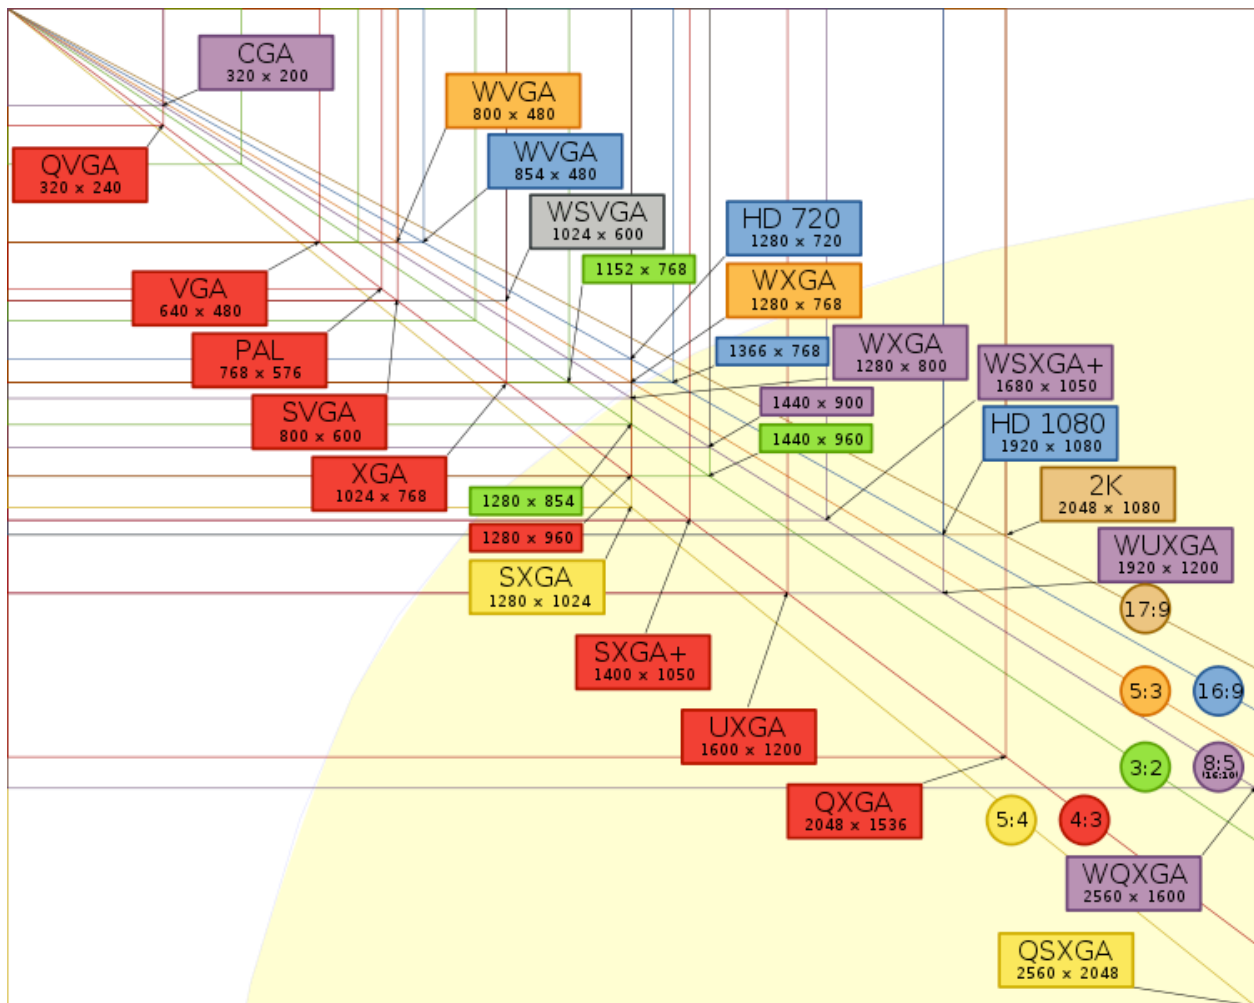 CGA
320 × 200
WVGA
800 × 480
QVGA
320 × 240
WVGA
854 × 480
WSVGA
1024 × 600
HD 720
1280 × 720
1152 × 768
WXGA
1280 × 768
VGA
640 × 480
PAL
768 × 576
1366 × 768
WXGA
1280 × 800
WSXGA+
1680 × 1050
SVGA
800 × 600
1440 × 900
HD 1080
1920 × 1080
1440 × 960
XGA
1024 × 768
1280 × 854
2K
2048 × 1080
1280 × 960
WUXGA
1920 × 1200
SXGA
1280 × 1024
17:9
SXGA+
1400 × 1050
5:3
16:9
UXGA
1600 × 1200
3:2
8:5
(16:10)
QXGA
2048 × 1536
5:4
4:3
WQXGA
2560 × 1600
QSXGA
2560 × 2048